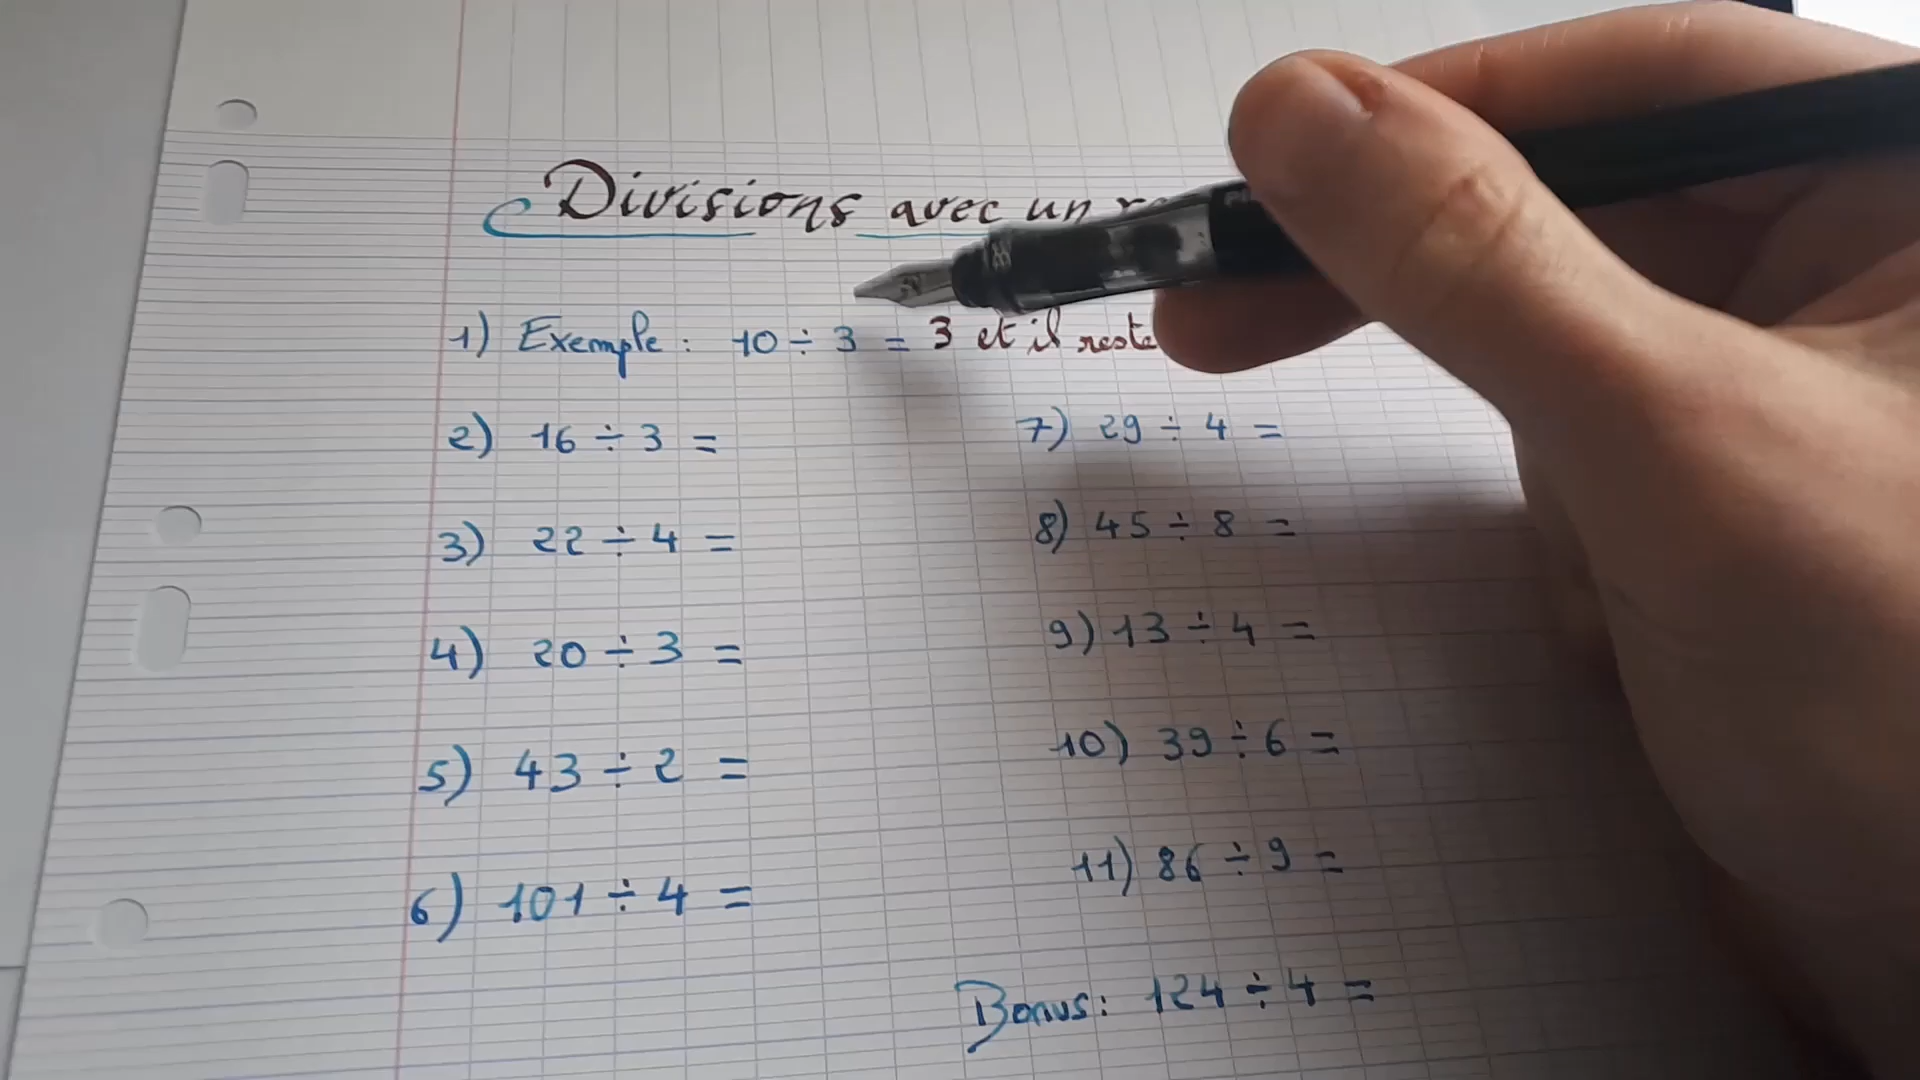 Divisions avec un
1) Exemple : 10 ÷ 3 = 3 et il reste
2) 16 ÷ 3 =
3) 22 ÷ 4 =
4) 20 ÷ 3 =
5) 43 ÷ 2 =
6) 101 ÷ 4 =
7) 29 ÷ 4 =
8) 45 ÷ 8 =
9) 13 ÷ 4 =
10) 39 ÷ 6 =
11) 86 ÷ 9 =
Bonus : 124 ÷ 4 =